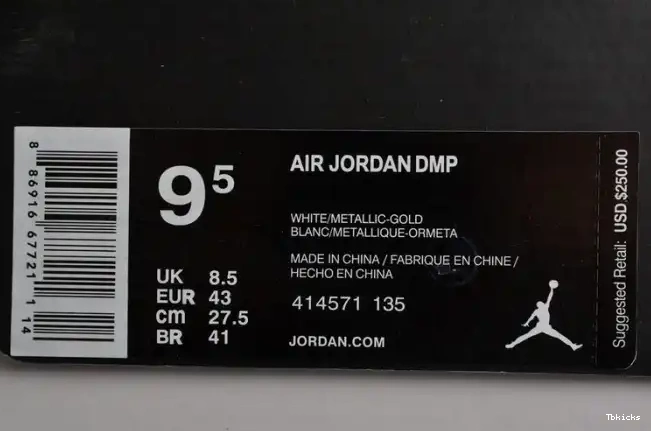 8 86916 67721 1 14
9 5
AIR JORDAN DMP
WHITE/METALLIC-GOLD
BLANC/METALLIQUE-ORMETA
MADE IN CHINA / FABRIQUE EN CHINE /
HECHO EN CHINA
UK 8.5
EUR 43
cm 27.5
BR 41
414571 135
JORDAN.COM
Suggested Retail: USD $250.00
Tbkicks